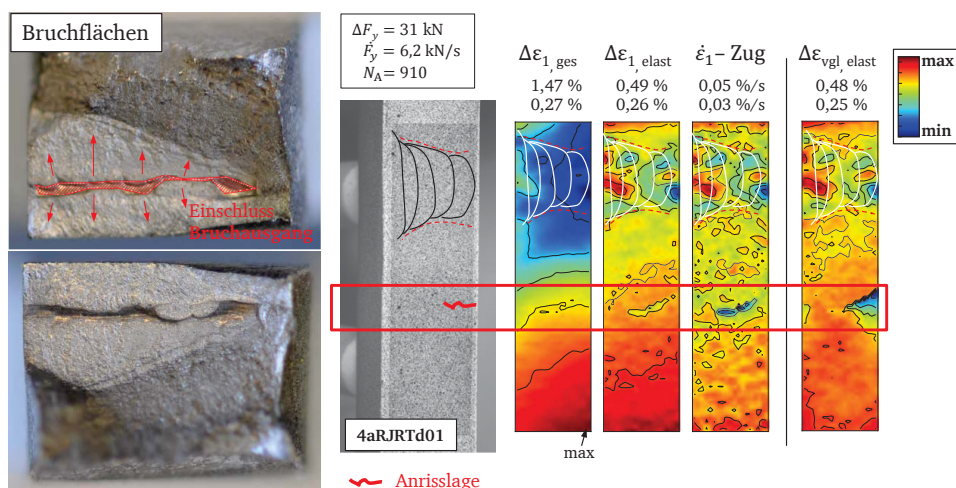 Bruchflächen
Einschluss
Bruchausgang
ΔF_y = 31 kN
Ḟ_y = 6,2 kN/s
N_A = 910
4aRJRTd01
Anrisslage
Δε_1, ges
1,47 %
0,27 %
Δε_1, elast
0,49 %
0,26 %
ε̇_1 – Zug
0,05 %/s
0,03 %/s
Δε_vgl, elast
0,48 %
0,25 %
max
min
max